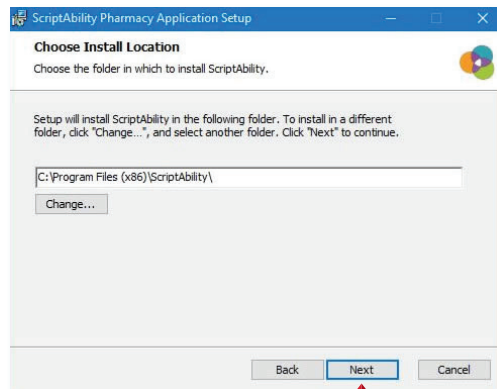 ScriptAbility Pharmacy Application Setup
Choose Install Location
Choose the folder in which to install ScriptAbility.
Setup will install ScriptAbility in the following folder. To install in a different
folder, click "Change...", and select another folder. Click "Next" to continue.
C:\Program Files (x86)\ScriptAbility\
Change...
Back Next Cancel